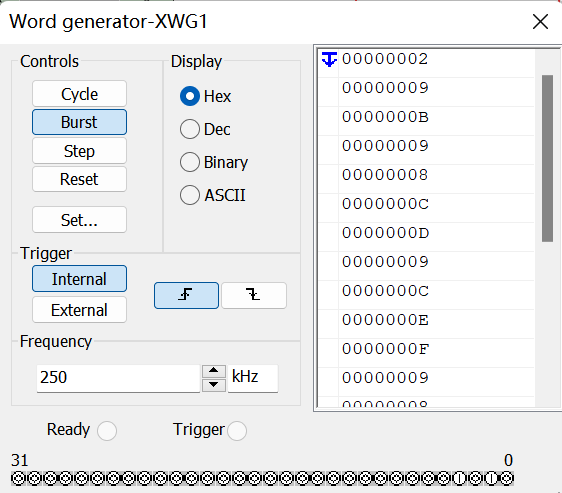 Word generator-XWG1
Controls
Cycle
Burst
Step
Reset
Set...
Display
Hex
Dec
Binary
ASCII
Trigger
Internal
External
Frequency
250
kHz
Ready
Trigger
00000002
00000009
0000000B
00000009
00000008
0000000C
0000000D
00000009
0000000C
0000000E
0000000F
00000009
00000008
31
0